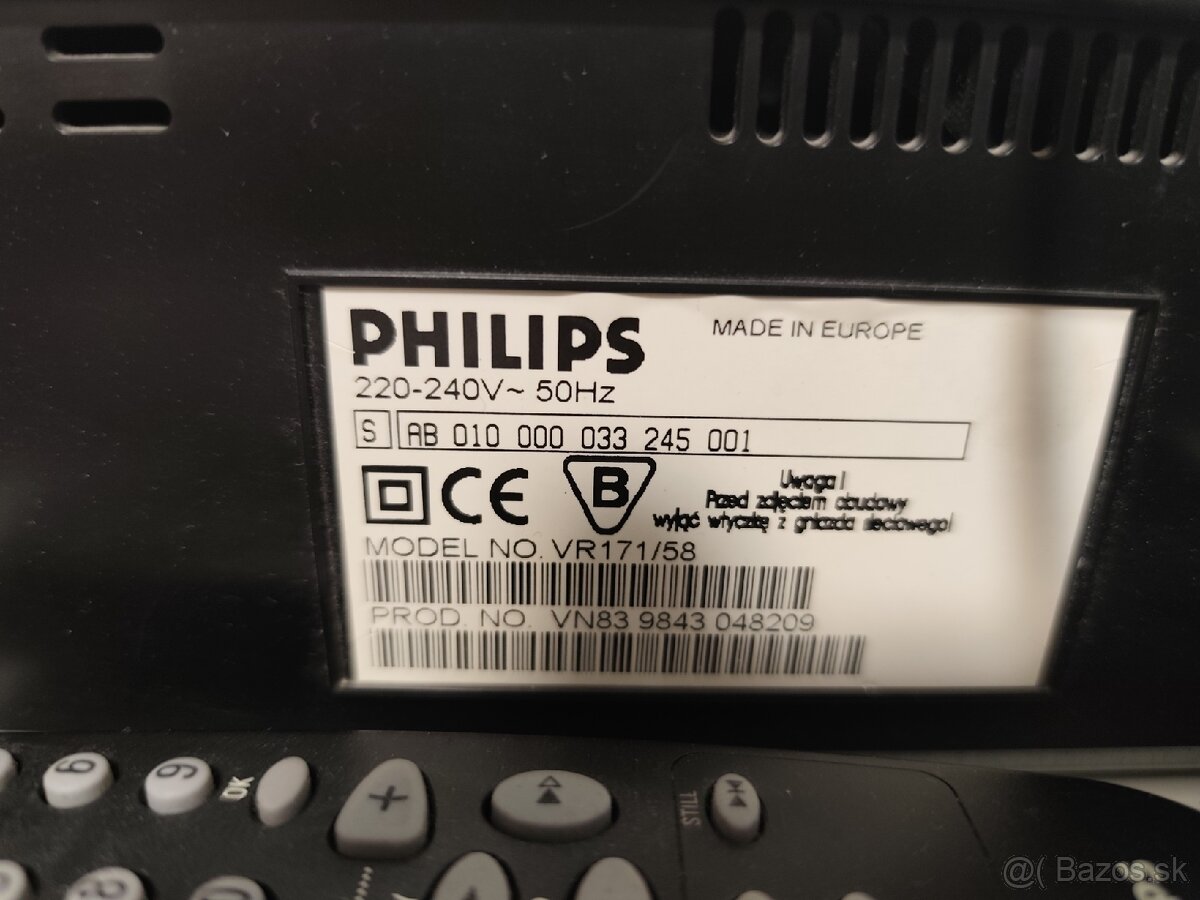 PHILIPS
MADE IN EUROPE
220-240V~ 50Hz
S AB 010 000 033 245 001
CE B
Uwaga!
Przed zdjęciem obudowy
wyjąć wtyczkę z gniazda sieciowego!
MODEL NO. VR171/58
PROD. NO. VN83 9843 048209
9
OK
+
STILL
@( Bazos.sk